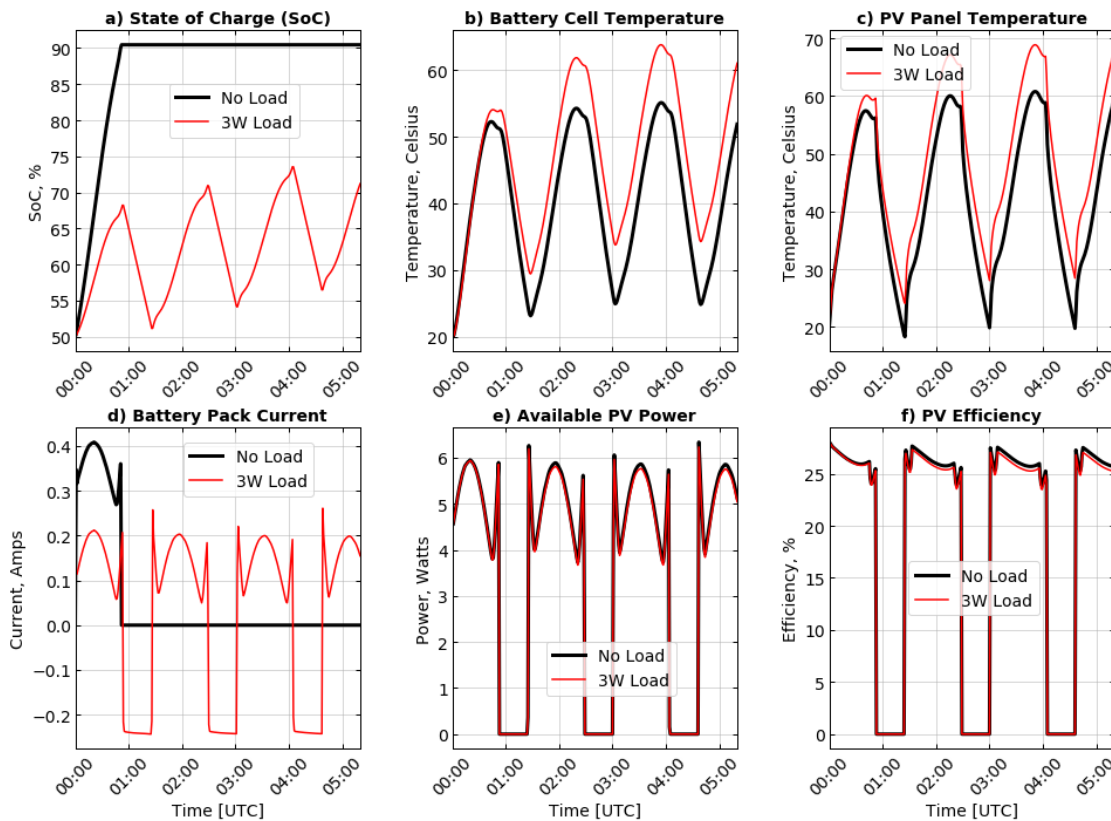 a) State of Charge (SoC)
90
85
80
75
70
65
60
55
50
SoC, %
No Load
3W Load
00:00
01:00
02:00
03:00
04:00
05:00
b) Battery Cell Temperature
60
50
40
30
20
Temperature, Celsius
No Load
3W Load
00:00
01:00
02:00
03:00
04:00
05:00
c) PV Panel Temperature
70
60
50
40
30
20
Temperature, Celsius
No Load
3W Load
00:00
01:00
02:00
03:00
04:00
05:00
d) Battery Pack Current
0.4
0.3
0.2
0.1
0.0
−0.1
−0.2
Current, Amps
No Load
3W Load
00:00
01:00
02:00
03:00
04:00
05:00
Time [UTC]
e) Available PV Power
6
5
4
3
2
1
0
Power, Watts
No Load
3W Load
00:00
01:00
02:00
03:00
04:00
05:00
Time [UTC]
f) PV Efficiency
25
20
15
10
5
0
Efficiency, %
No Load
3W Load
00:00
01:00
02:00
03:00
04:00
05:00
Time [UTC]